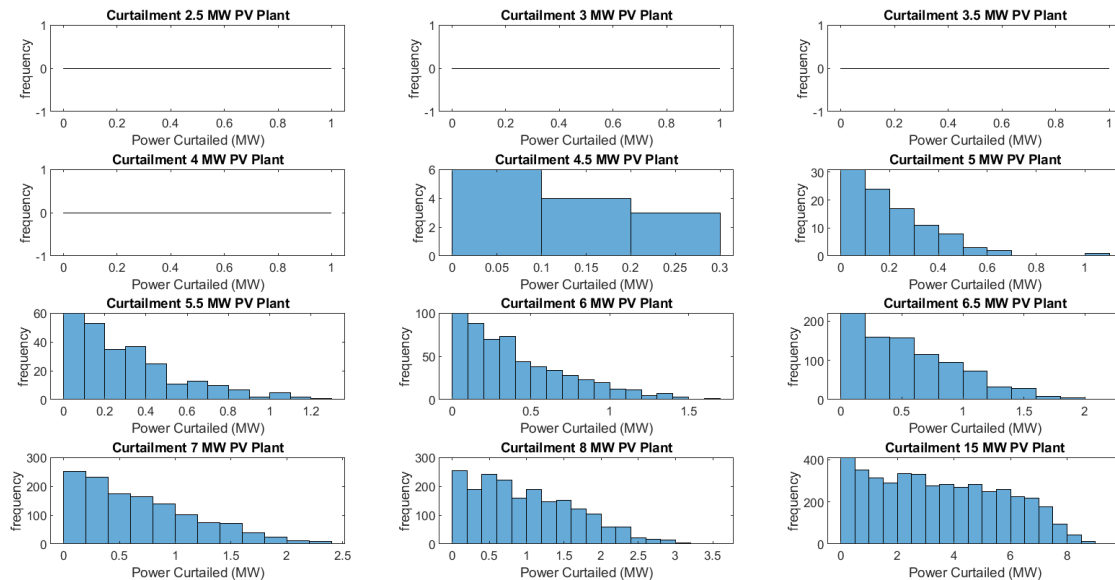 Curtailment 2.5 MW PV Plant
1
0
-1
frequency
0 0.2 0.4 0.6 0.8 1
Power Curtailed (MW)
Curtailment 3 MW PV Plant
1
0
-1
frequency
0 0.2 0.4 0.6 0.8 1
Power Curtailed (MW)
Curtailment 3.5 MW PV Plant
1
0
-1
frequency
0 0.2 0.4 0.6 0.8 1
Power Curtailed (MW)
Curtailment 4 MW PV Plant
1
0
-1
frequency
0 0.2 0.4 0.6 0.8 1
Power Curtailed (MW)
Curtailment 4.5 MW PV Plant
6
4
2
0
frequency
0 0.05 0.1 0.15 0.2 0.25 0.3
Power Curtailed (MW)
Curtailment 5 MW PV Plant
30
20
10
0
frequency
0 0.2 0.4 0.6 0.8 1
Power Curtailed (MW)
Curtailment 5.5 MW PV Plant
60
40
20
0
frequency
0 0.2 0.4 0.6 0.8 1 1.2
Power Curtailed (MW)
Curtailment 6 MW PV Plant
100
50
0
frequency
0 0.5 1 1.5
Power Curtailed (MW)
Curtailment 6.5 MW PV Plant
200
100
0
frequency
0 0.5 1 1.5 2
Power Curtailed (MW)
Curtailment 7 MW PV Plant
300
200
100
0
frequency
0 0.5 1 1.5 2 2.5
Power Curtailed (MW)
Curtailment 8 MW PV Plant
300
200
100
0
frequency
0 0.5 1 1.5 2 2.5 3 3.5
Power Curtailed (MW)
Curtailment 15 MW PV Plant
400
200
0
frequency
0 2 4 6 8
Power Curtailed (MW)